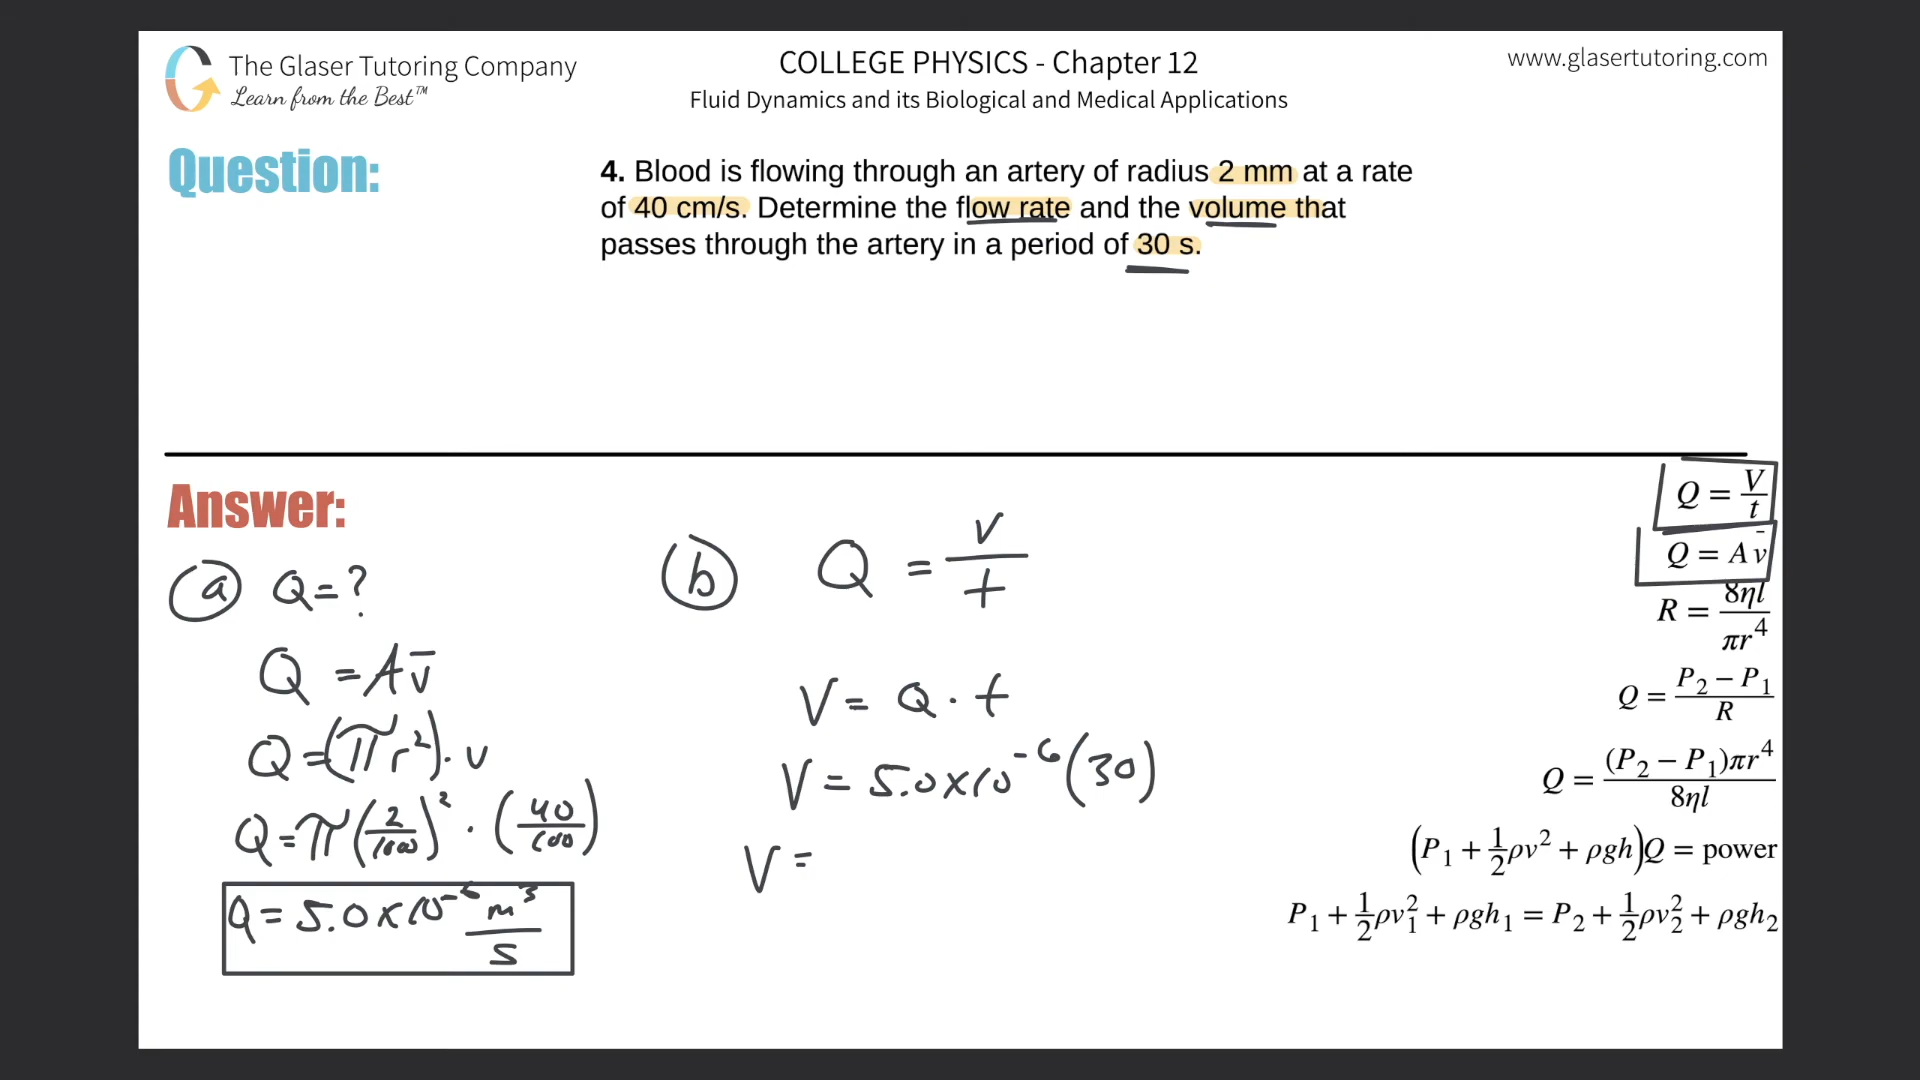 The Glaser Tutoring Company
Learn from the Best™
COLLEGE PHYSICS - Chapter 12
Fluid Dynamics and its Biological and Medical Applications
www.glasertutoring.com
Question:
4. Blood is flowing through an artery of radius 2 mm at a rate
of 40 cm/s. Determine the flow rate and the volume that
passes through the artery in a period of 30 s.
Answer:
(a) Q = ?
Q = Av̄
Q = (πr²) · v
Q = π(2/1000)² · (40/100)
Q = 5.0 x 10⁻⁶ m³/s
(b) Q = V/t
V = Q · t
V = 5.0 x 10⁻⁶ (30)
V =
Q = V/t
Q = A v̄
R = 8ηl/πr⁴
Q = P₂ − P₁/R
Q = (P₂ − P₁)πr⁴/8ηl
(P₁ + ½ρv² + ρgh)Q = power
P₁ + ½ρv₁² + ρgh₁ = P₂ + ½ρv₂² + ρgh₂